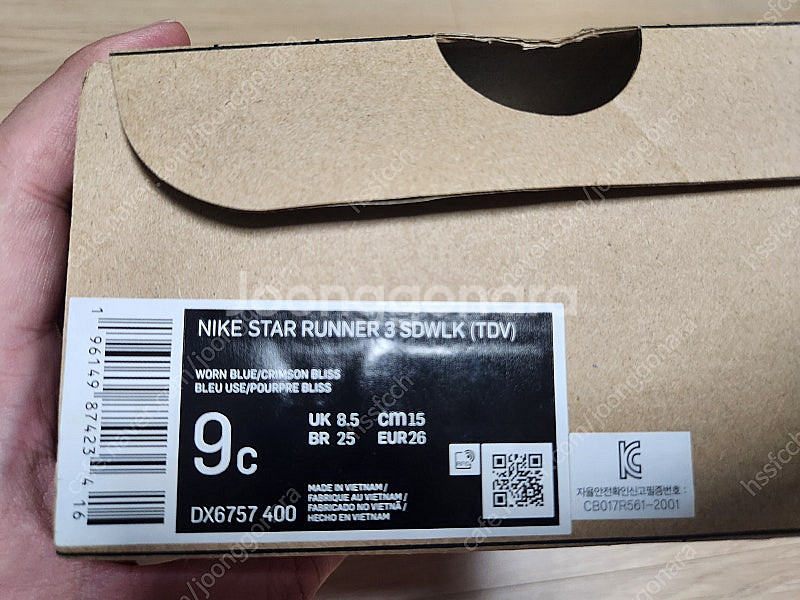 Joonggonara
NIKE STAR RUNNER 3 SDWLK (TDV)
WORN BLUE/CRIMSON BLISS
BLEU USE/POURPRE BLISS
9C
UK 8.5 cm 15
BR 25 EUR 26
MADE IN VIETNAM /
FABRIQUE AU VIETNAM /
FABRICADO NO VIETNÃ /
HECHO EN VIETNAM
DX6757 400
1 96149 87423 4 16
자율안전확인신고필증번호 :
CB017R561-2001
hssfcch